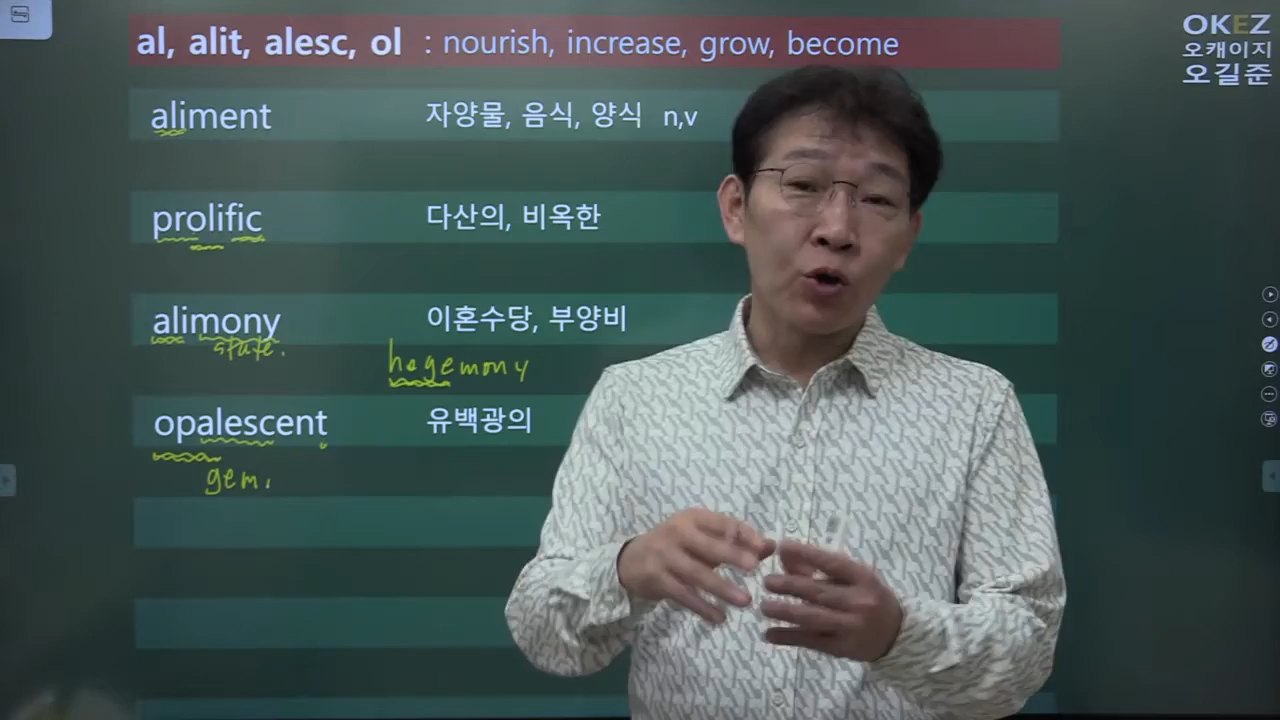 al, alit, alesc, ol : nourish, increase, grow, become
OKEZ
오캐이지
오길준
aliment 자양물, 음식, 양식 n,v
prolific 다산의, 비옥한
alimony 이혼수당, 부양비
state.
hegemony
opalescent 유백광의
gem.